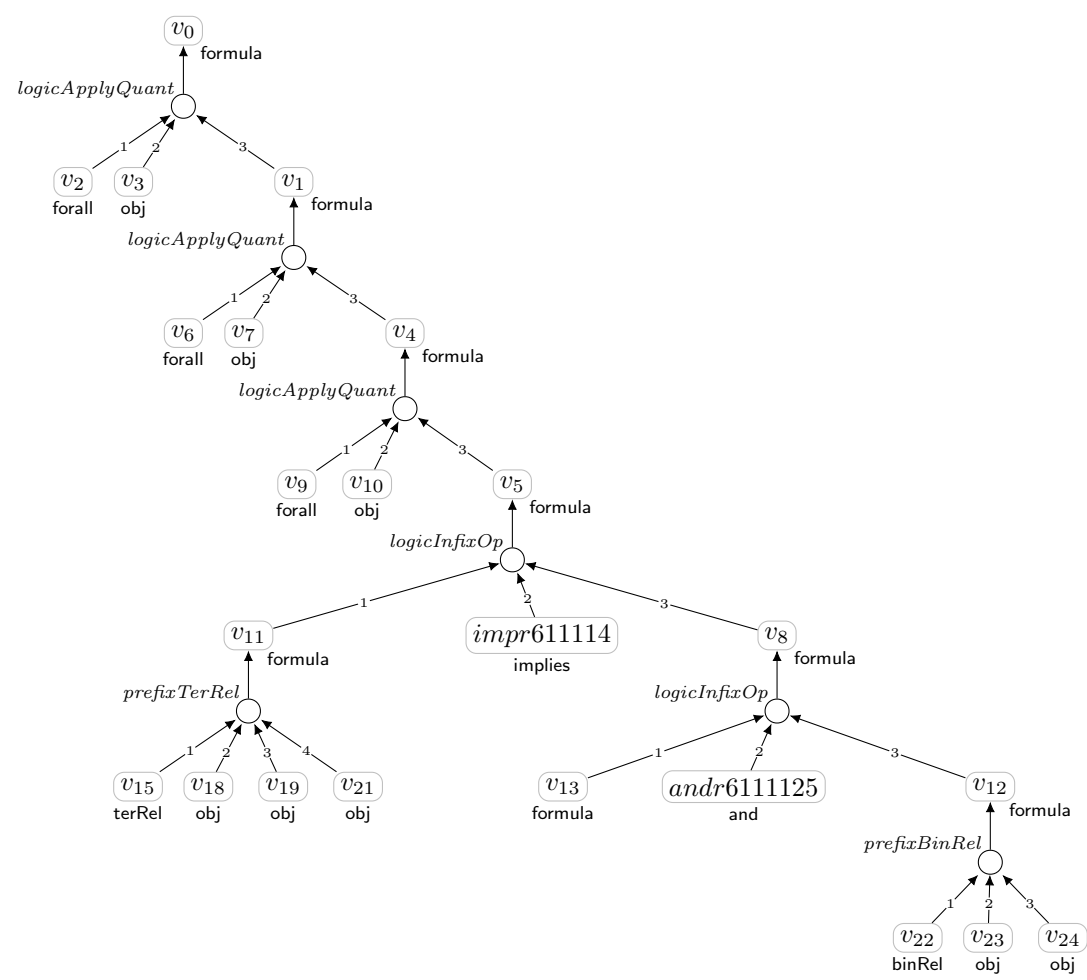 v0
formula
logicApplyQuant
1 2 3
v2 v3 v1
forall obj formula
logicApplyQuant
1 2 3
v6 v7 v4
forall obj formula
logicApplyQuant
1 2 3
v9 v10 v5
forall obj formula
logicInfixOp
1 2 3
v11 impr611114 v8
formula implies formula
prefixTerRel logicInfixOp
1 2 3 4 1 2 3
v15 v18 v19 v21 v13 andr6111125 v12
terRel obj obj obj formula and formula
prefixBinRel
1 2 3
v22 v23 v24
binRel obj obj